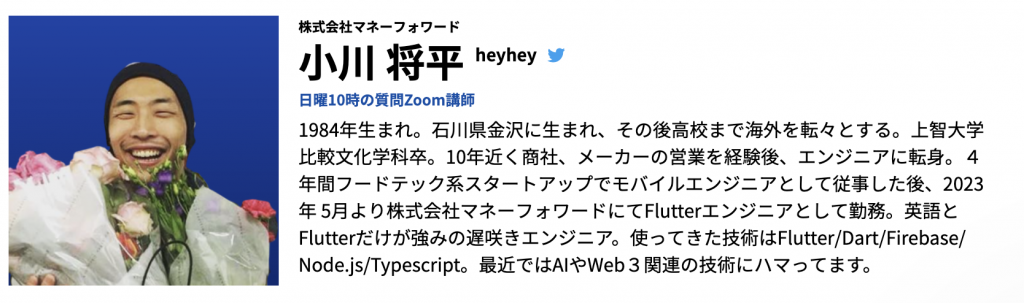 株式会社マネーフォワード
小川 将平 heyhey
日曜10時の質問Zoom講師
1984年生まれ。石川県金沢に生まれ、その後高校まで海外を転々とする。上智大学
比較文化学科卒。10年近く商社、メーカーの営業を経験後、エンジニアに転身。４
年間フードテック系スタートアップでモバイルエンジニアとして従事した後、2023
年 5月より株式会社マネーフォワードにてFlutterエンジニアとして勤務。英語と
Flutterだけが強みの遅咲きエンジニア。使ってきた技術はFlutter/Dart/Firebase/
Node.js/Typescript。最近ではAIやWeb３関連の技術にハマってます。